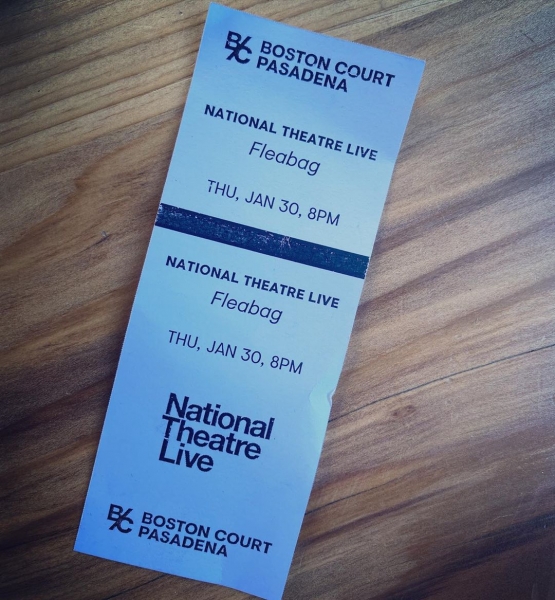 B/C BOSTON COURT
PASADENA
NATIONAL THEATRE LIVE
Fleabag
THU, JAN 30, 8PM
NATIONAL THEATRE LIVE
Fleabag
THU, JAN 30, 8PM
National
Theatre
Live
B/C BOSTON COURT
PASADENA